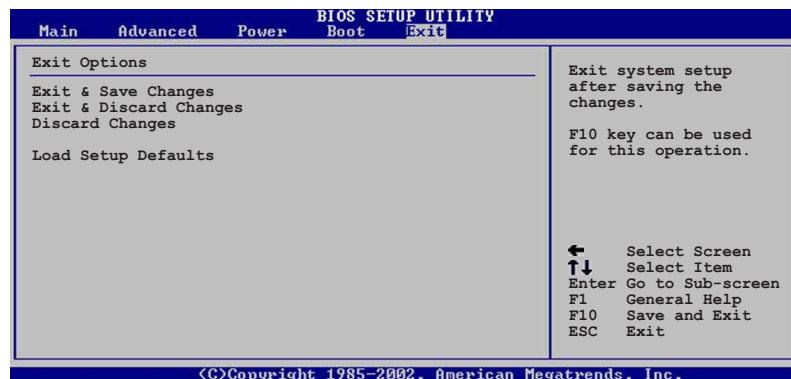 BIOS SETUP UTILITY
Main Advanced Power Boot Exit
Exit Options
Exit & Save Changes
Exit & Discard Changes
Discard Changes
Load Setup Defaults
Exit system setup
after saving the
changes.
F10 key can be used
for this operation.
← Select Screen
↑↓ Select Item
Enter Go to Sub-screen
F1 General Help
F10 Save and Exit
ESC Exit
(C)Copyright 1985-2002, American Megatrends, Inc.